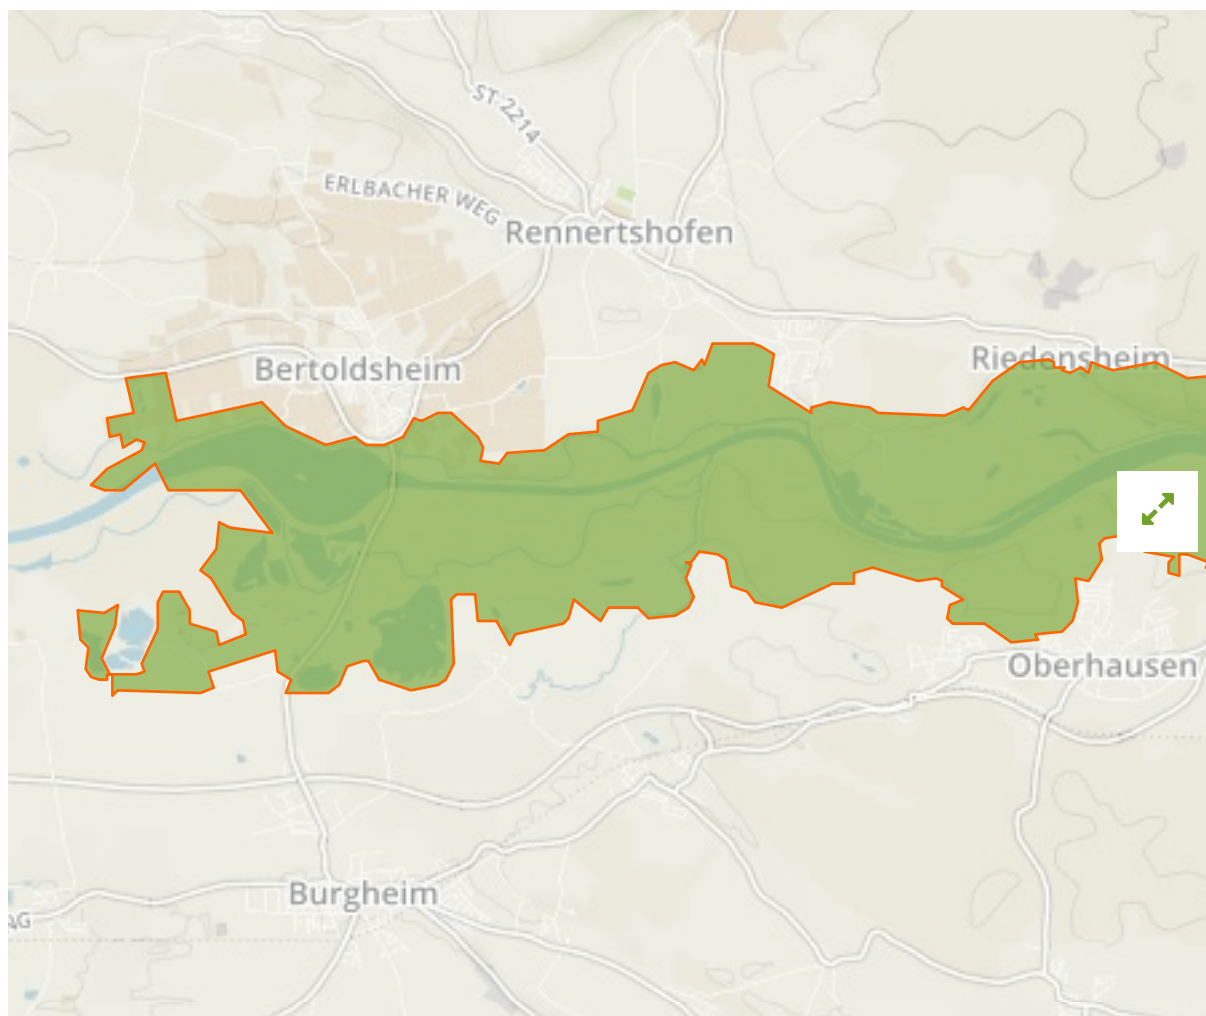 ST 2214
ERLBACHER WEG
Rennertshofen
Riedensheim
Bertoldsheim
Oberhausen
Burgheim